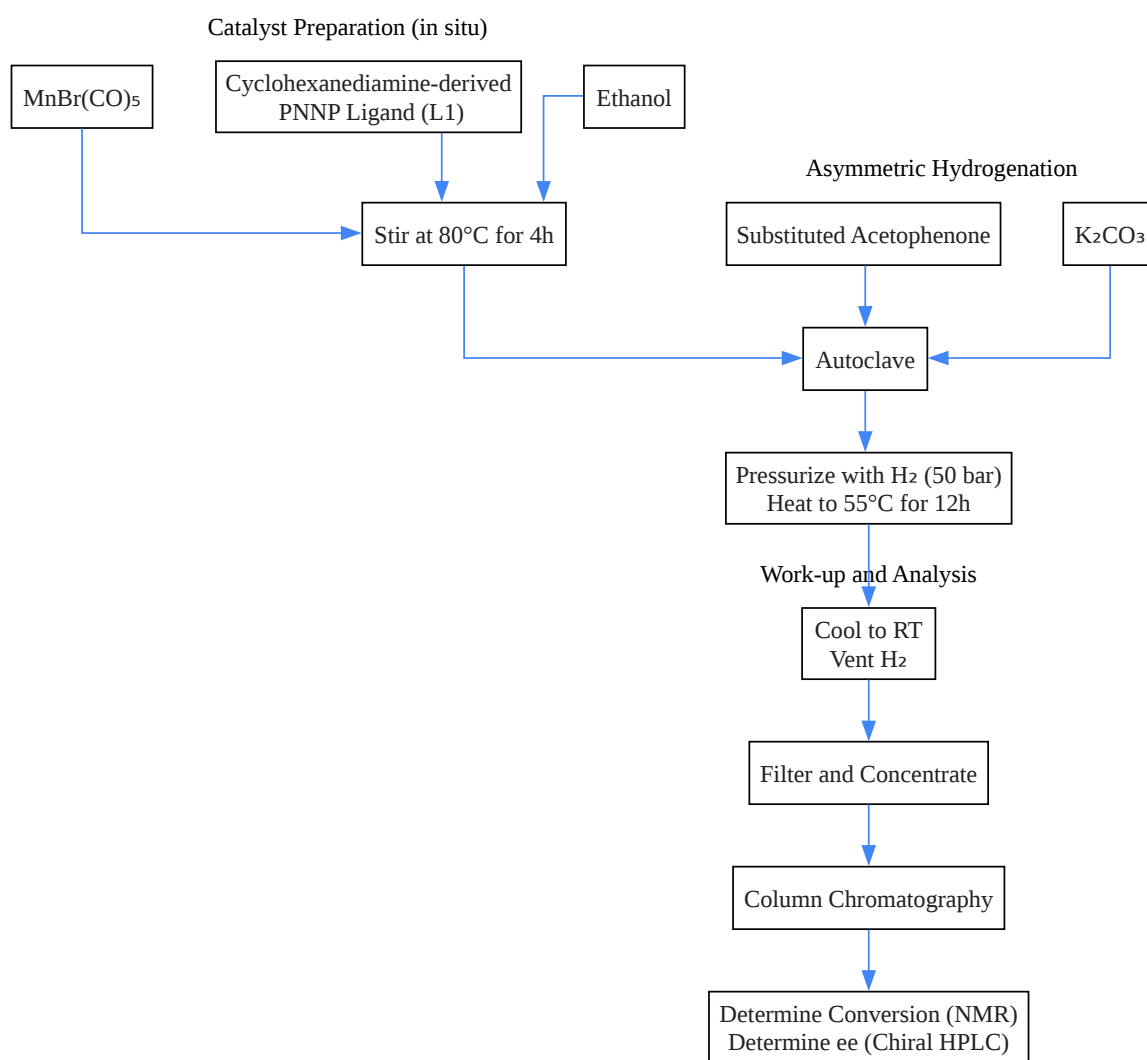 Catalyst Preparation (in situ)
MnBr(CO)₅
Cyclohexanediamine-derived
PNNP Ligand (L1)
Ethanol
Stir at 80°C for 4h
Asymmetric Hydrogenation
Substituted Acetophenone
K₂CO₃
Autoclave
Pressurize with H₂ (50 bar)
Heat to 55°C for 12h
Work-up and Analysis
Cool to RT
Vent H₂
Filter and Concentrate
Column Chromatography
Determine Conversion (NMR)
Determine ee (Chiral HPLC)